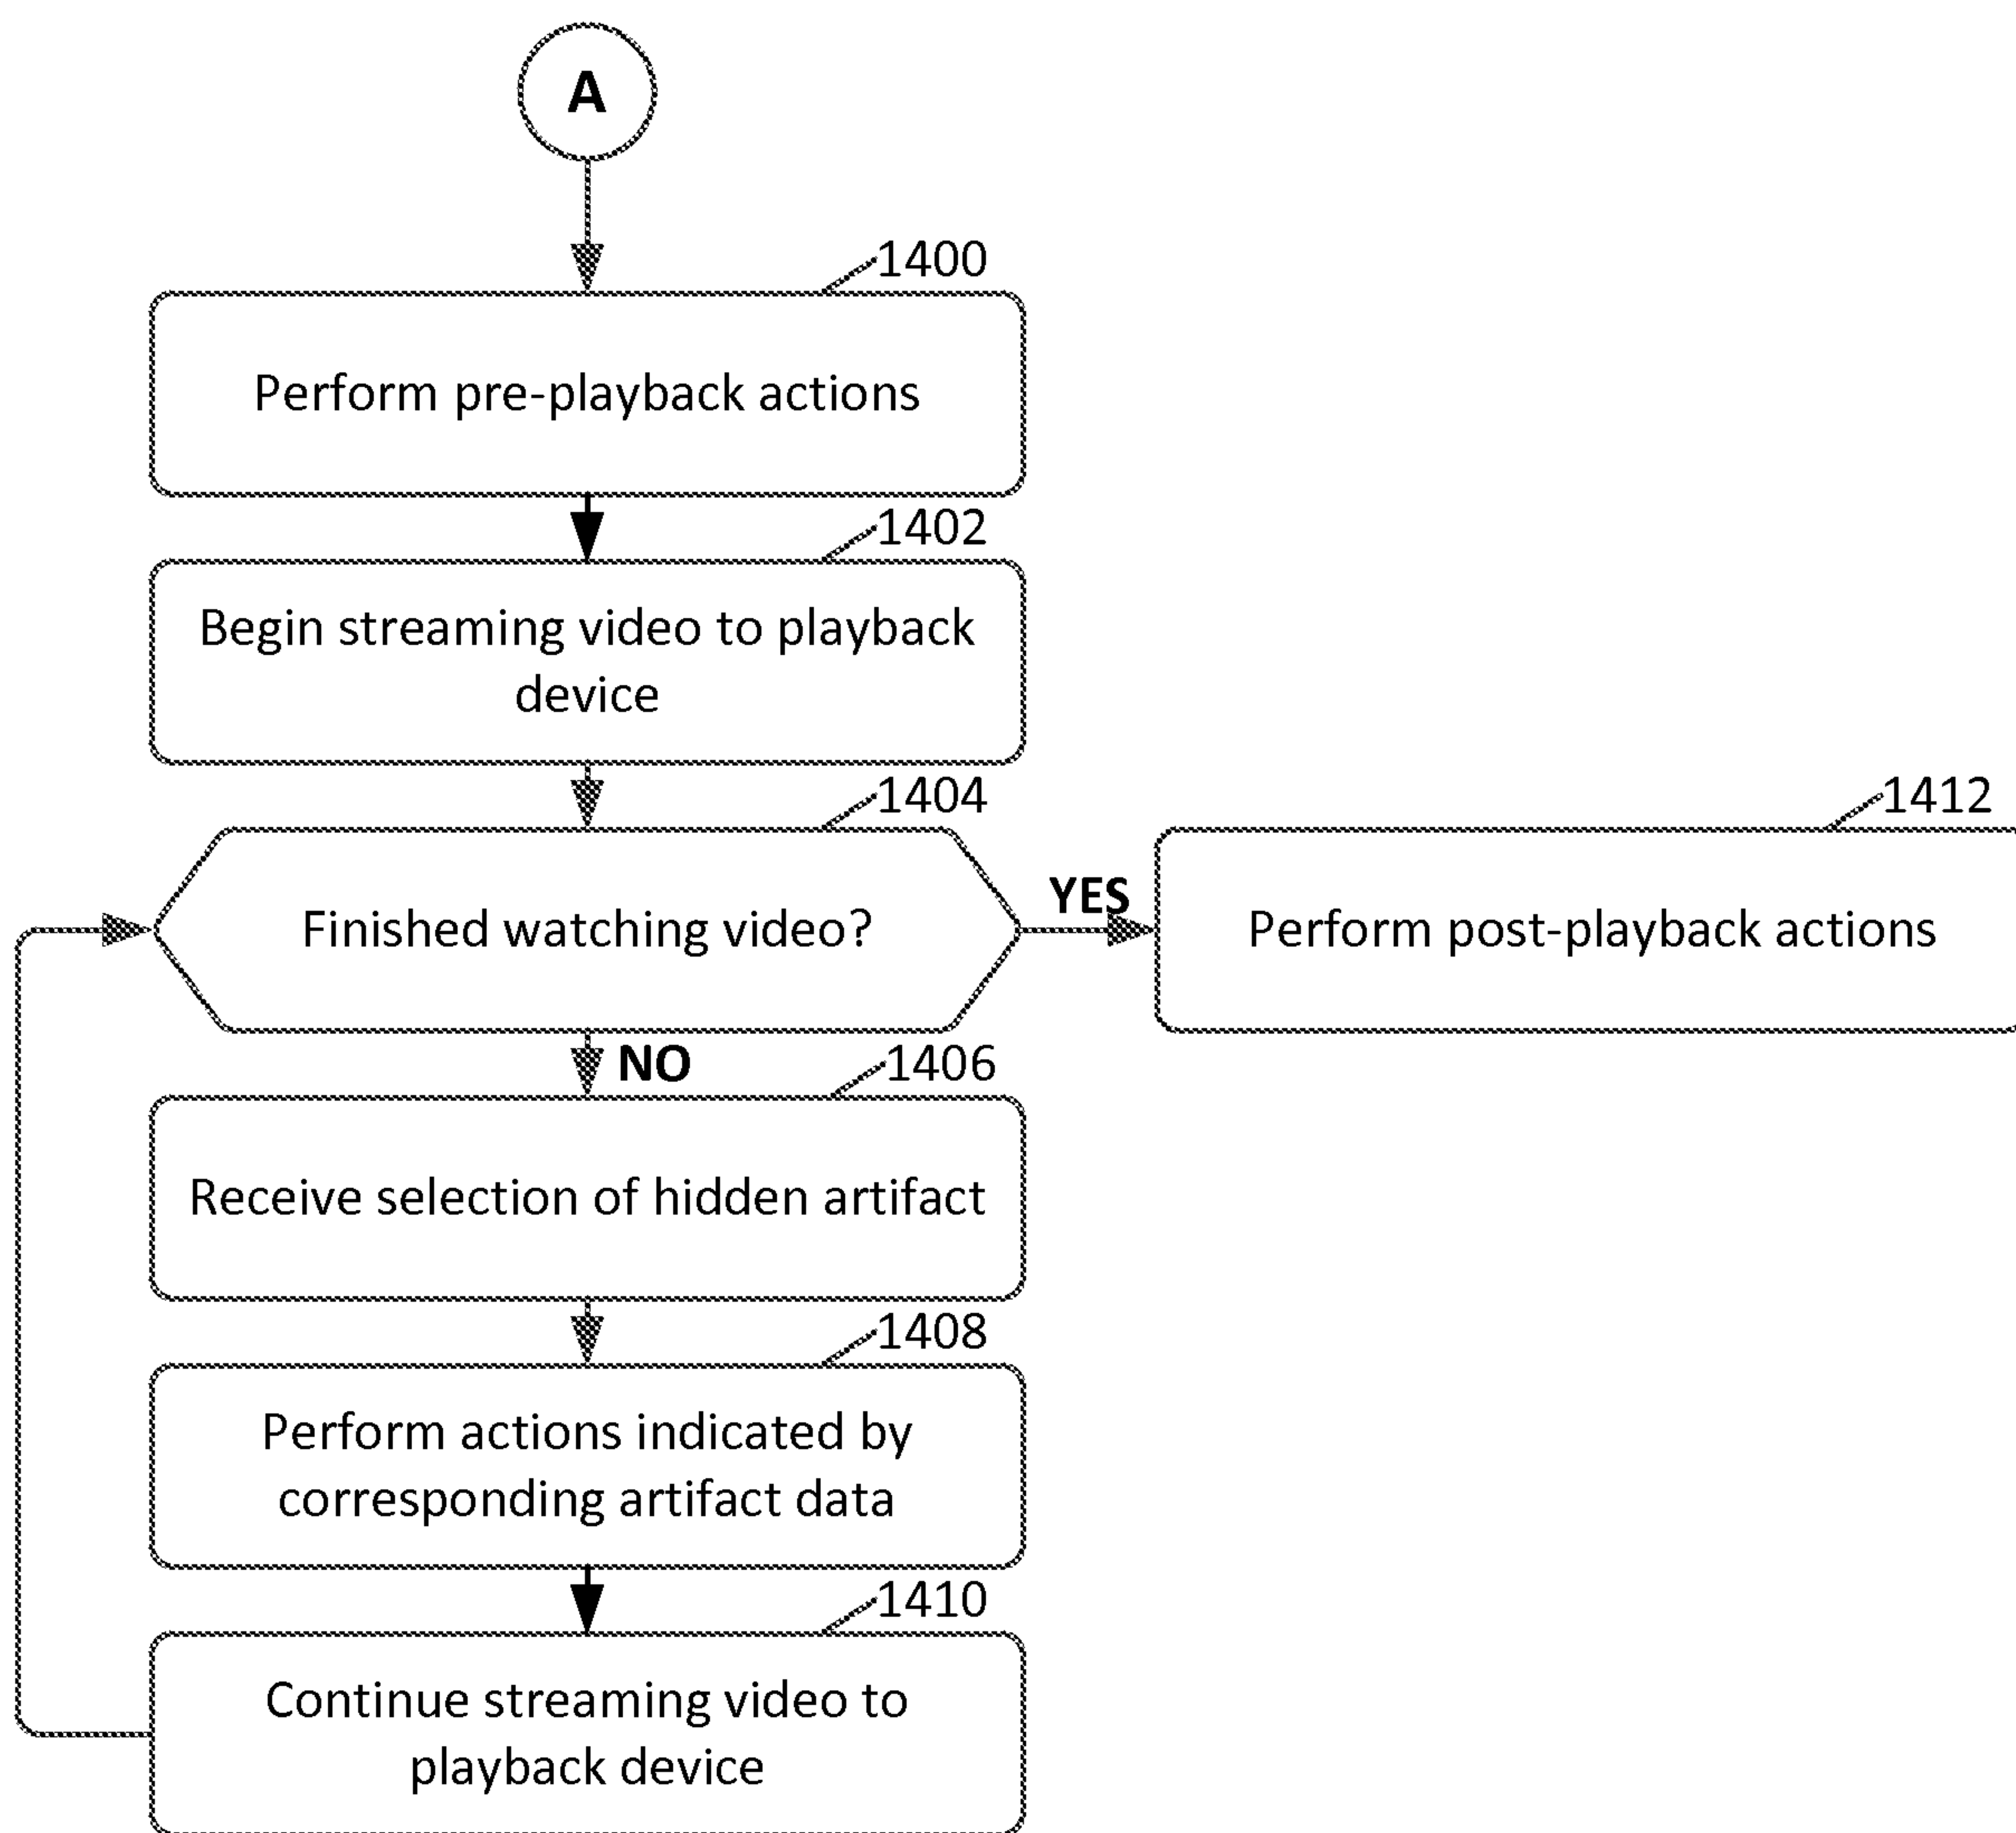 A
1400
Perform pre-playback actions
1402
Begin streaming video to playback
device
1404
Finished watching video?
YES
1412
Perform post-playback actions
NO
1406
Receive selection of hidden artifact
1408
Perform actions indicated by
corresponding artifact data
1410
Continue streaming video to
playback device